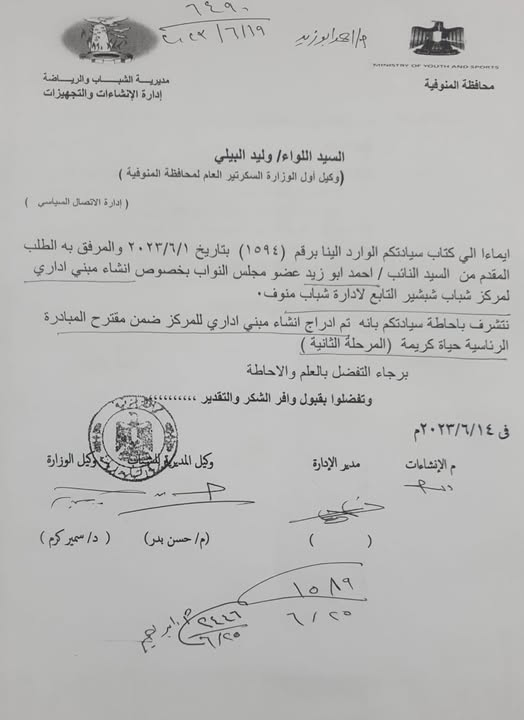 ٦٤٩٠
٢٠٢٣/٦/١٩
م/احمد ابوزيد
MINISTRY OF YOUTH AND SPORTS
محافظة المنوفية
مديرية الشباب والرياضة
إدارة الإنشاءات والتجهيزات
السيد اللواء/ وليد البيلي
(وكيل أول الوزارة السكرتير العام لمحافظة المنوفية )
( إدارة الاتصال السياسي )
ايماءا الي كتاب سيادتكم الوارد الينا برقم (١٥٩٤) بتاريخ ٢٠٢٣/٦/١ والمرفق به الطلب
المقدم من السيد النائب / احمد ابو زيد عضو مجلس النواب بخصوص انشاء مبني اداري
لمركز شباب شبشير التابع لادارة شباب منوف.
نتشرف باحاطة سيادتكم بانه تم ادراج انشاء مبني اداري للمركز ضمن مقترح المبادرة
الرئاسية حياة كريمة (المرحلة الثانية )
برجاء التفضل بالعلم والاحاطة
وتفضلوا بقبول وافر الشكر والتقدير ,,,,,,,,,,
في ٢٠٢٣/٦/١٤م
م الإنشاءات
مدير الإدارة
وكيل المديرية للشباب
وكيل الوزارة
( )
(م/ حسن بدر)
( د/ سمير كرم )
١٥٨٩
٦/٢٥
٢٤٤٦
٦/٢٥